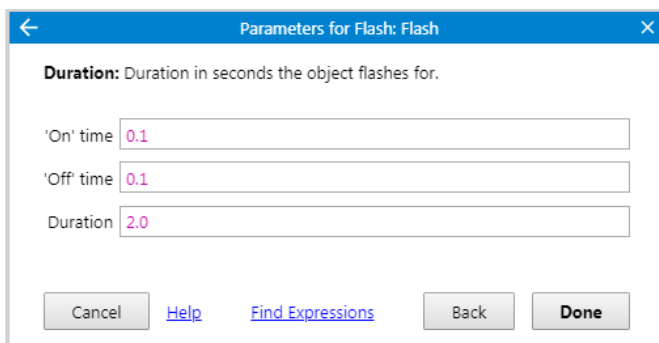 Parameters for Flash: Flash
Duration: Duration in seconds the object flashes for.
'On' time 0.1
'Off' time 0.1
Duration 2.0
Cancel Help Find Expressions Back Done